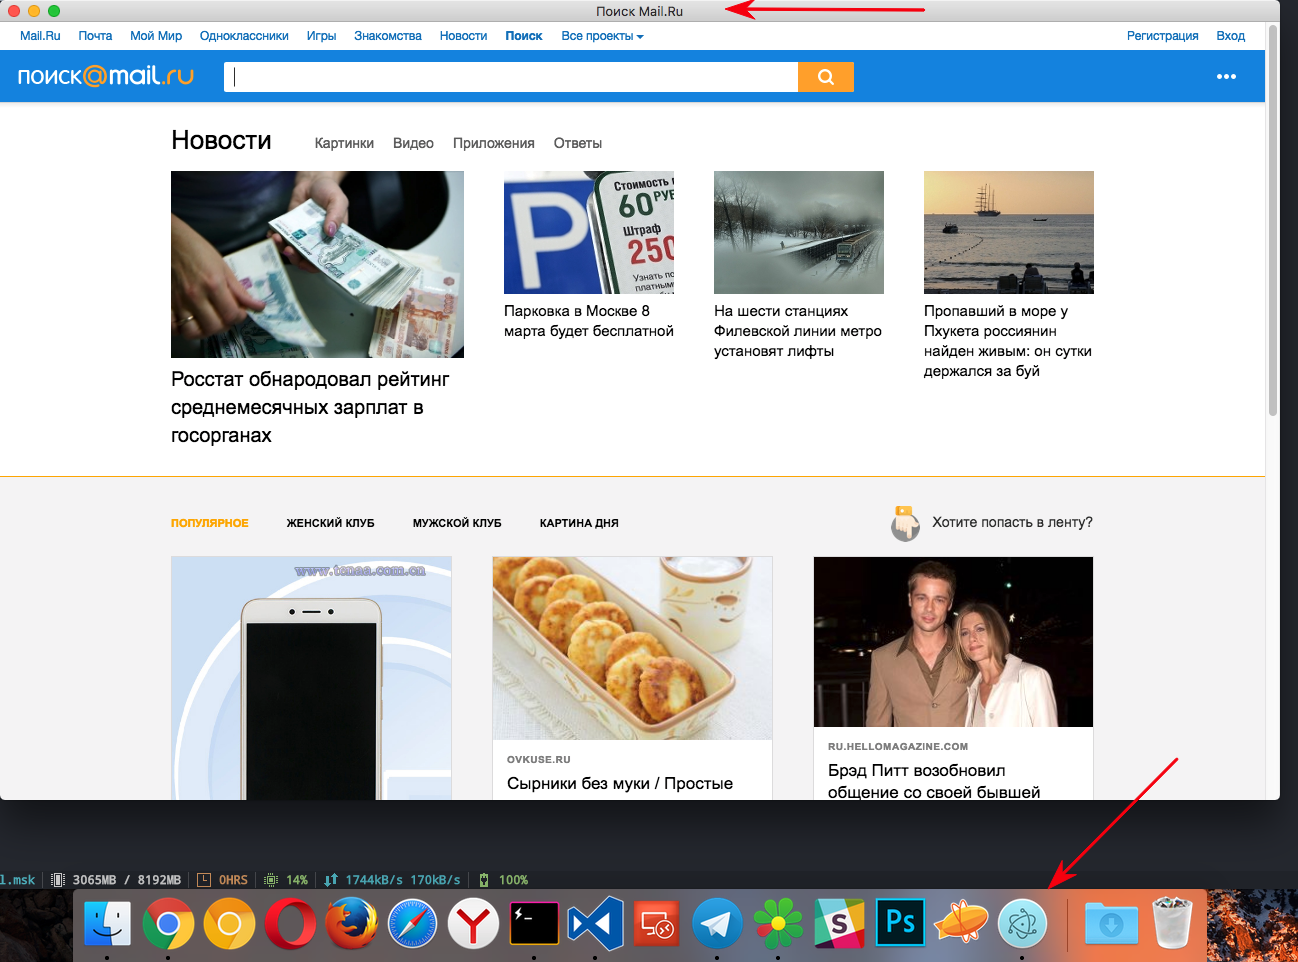 Поиск Mail.Ru
Mail.Ru Почта Мой Мир Одноклассники Игры Знакомства Новости Поиск Все проекты Регистрация Вход
поиск@mail.ru
Новости Картинки Видео Приложения Ответы
Стоимость
60 РУБ
Штраф
250
Узнать
платным
Росстат обнародовал рейтинг
среднемесячных зарплат в
госорганах
Парковка в Москве 8
марта будет бесплатной
На шести станциях
Филевской линии метро
установят лифты
Пропавший в море у
Пхукета россиянин
найден живым: он сутки
держался за буй
ПОПУЛЯРНОЕ ЖЕНСКИЙ КЛУБ МУЖСКОЙ КЛУБ КАРТИНА ДНЯ Хотите попасть в ленту?
www.tenaa.com.cn
OVKUSE.RU
Сырники без муки / Простые
RU.HELLOMAGAZINE.COM
Брэд Питт возобновил
общение со своей бывшей
l.msk 3065MB / 8192MB 0HRS 14% 1744kB/s 170kB/s 100%
Ps